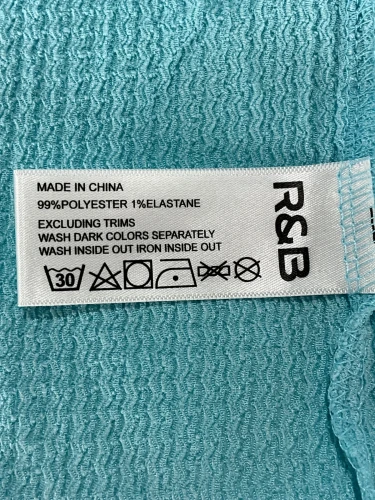 MADE IN CHINA
99%POLYESTER 1%ELASTANE
EXCLUDING TRIMS
WASH DARK COLORS SEPARATELY
WASH INSIDE OUT IRON INSIDE OUT
30
R&B